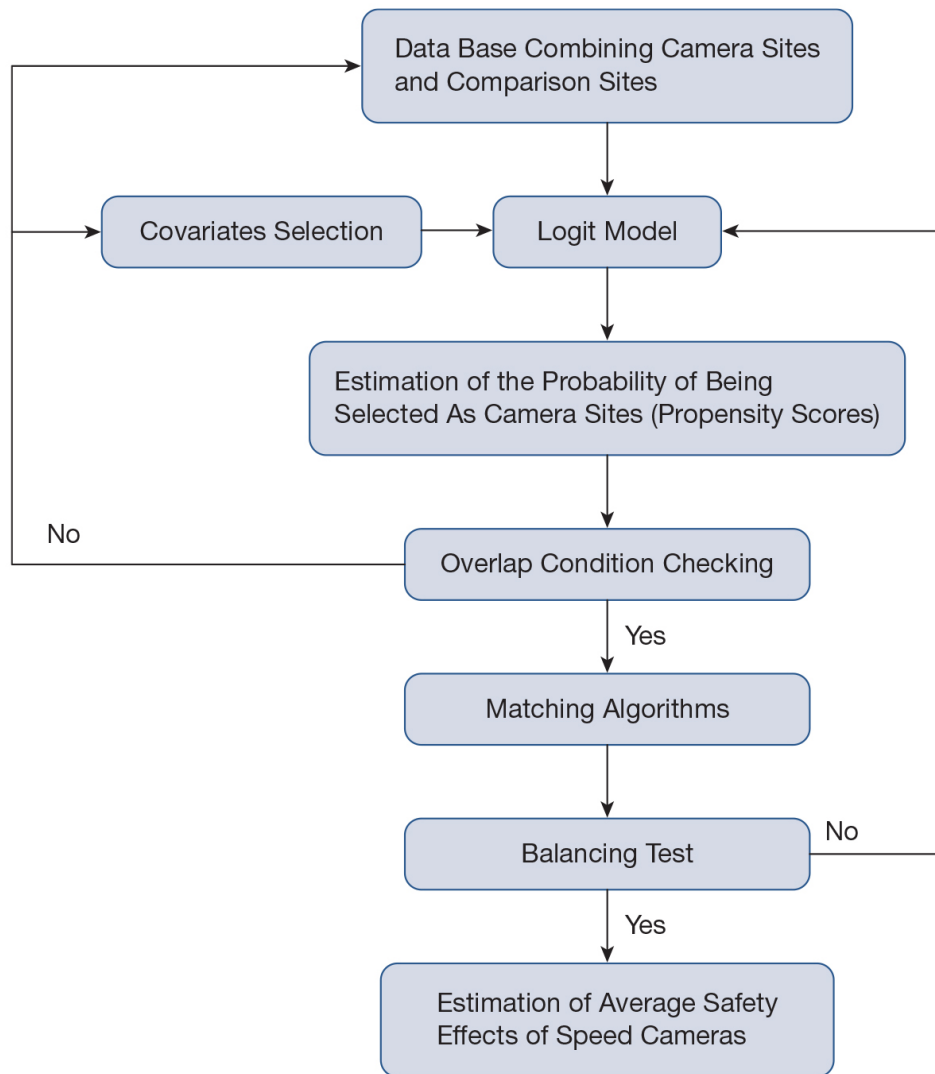 Data Base Combining Camera Sites
and Comparison Sites
Covariates Selection
Logit Model
Estimation of the Probability of Being
Selected As Camera Sites (Propensity Scores)
No
Overlap Condition Checking
Yes
Matching Algorithms
No
Balancing Test
Yes
Estimation of Average Safety
Effects of Speed Cameras